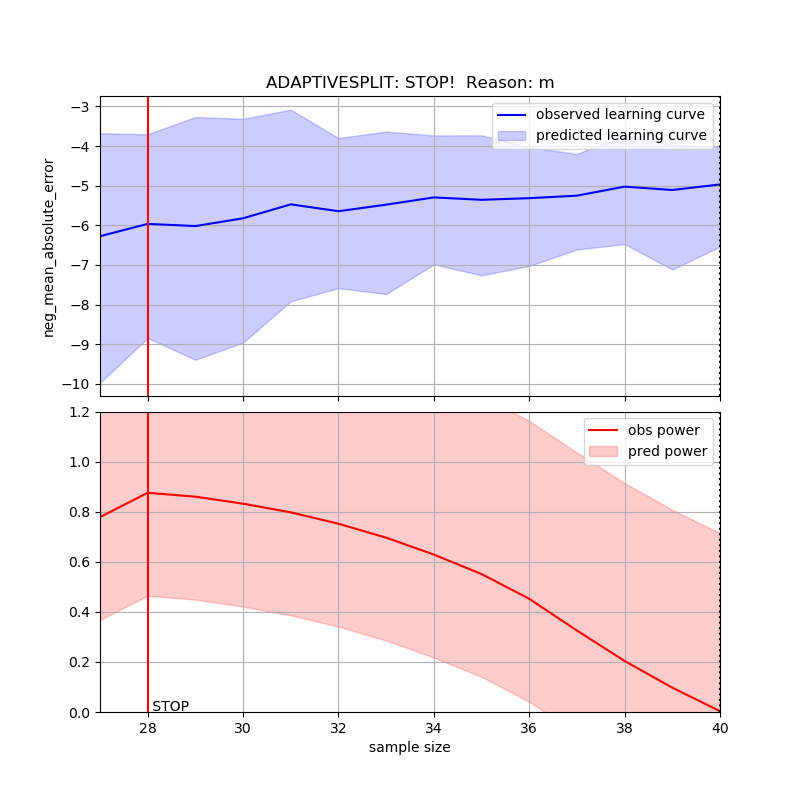 ADAPTIVESPLIT: STOP!  Reason: m
observed learning curve
predicted learning curve
−3
−4
−5
−6
−7
−8
−9
−10
neg_mean_absolute_error
obs power
pred power
1.2
1.0
0.8
0.6
0.4
0.2
0.0
STOP
28
30
32
34
36
38
40
sample size